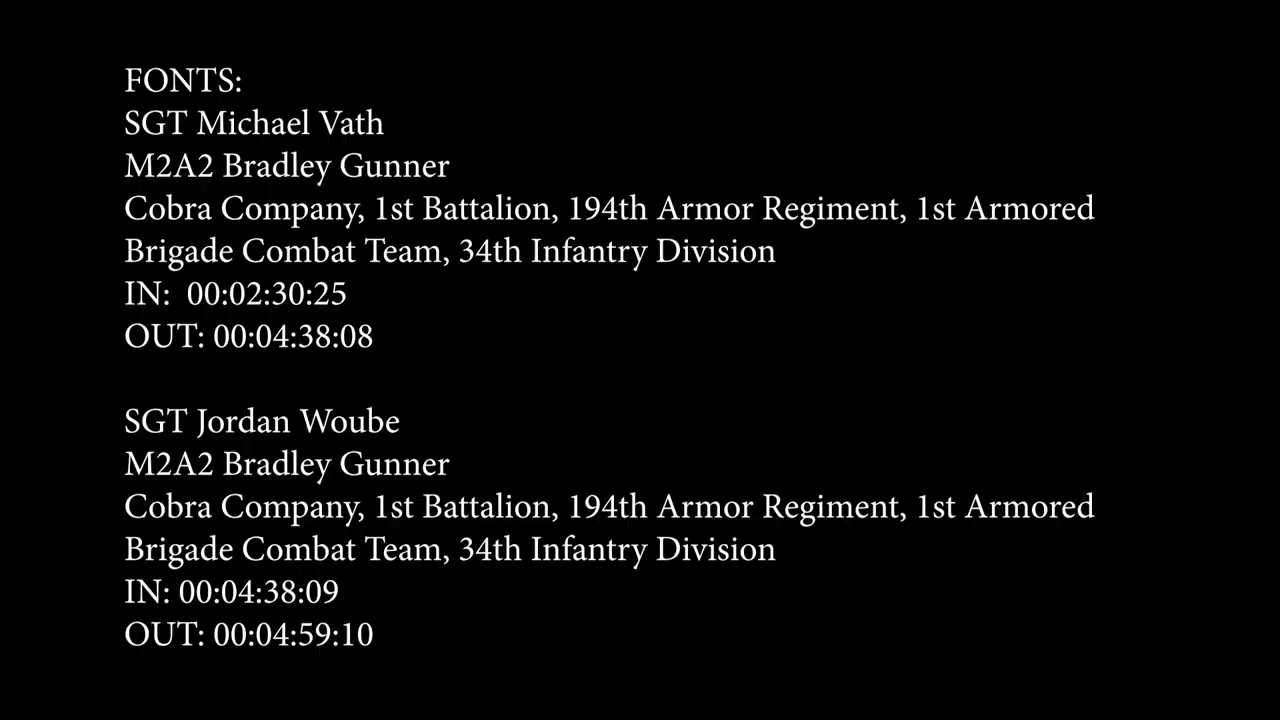 FONTS:
SGT Michael Vath
M2A2 Bradley Gunner
Cobra Company, 1st Battalion, 194th Armor Regiment, 1st Armored
Brigade Combat Team, 34th Infantry Division
IN:  00:02:30:25
OUT: 00:04:38:08
SGT Jordan Woube
M2A2 Bradley Gunner
Cobra Company, 1st Battalion, 194th Armor Regiment, 1st Armored
Brigade Combat Team, 34th Infantry Division
IN: 00:04:38:09
OUT: 00:04:59:10